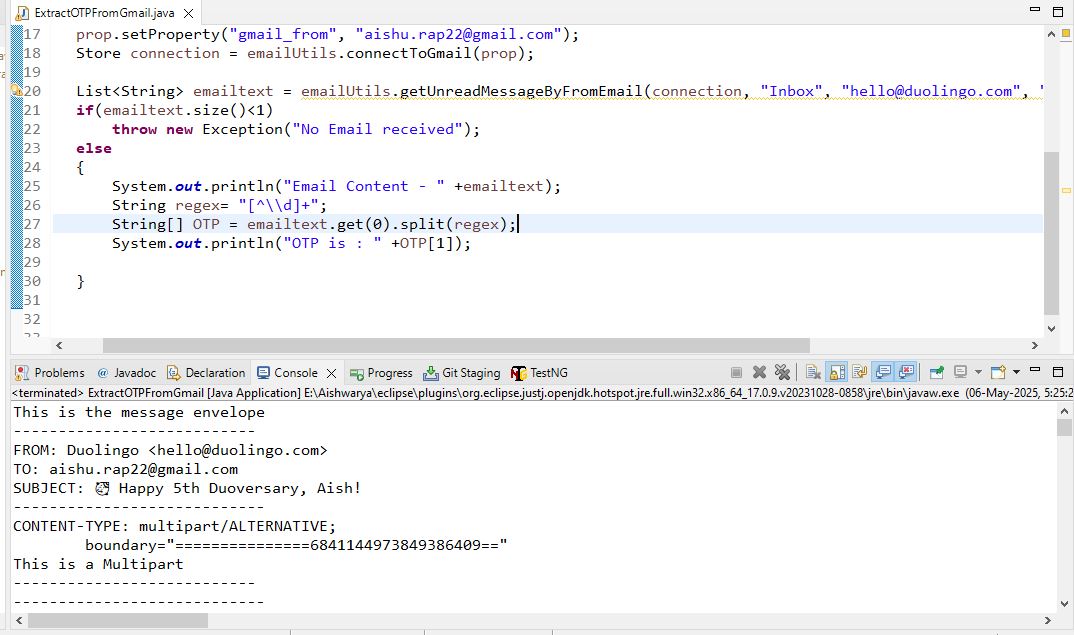 ExtractOTPFromGmail.java
17 prop.setProperty("gmail_from", "aishu.rap22@gmail.com");
18 Store connection = emailUtils.connectToGmail(prop);
19
20 List<String> emailtext = emailUtils.getUnreadMessageByFromEmail(connection, "Inbox", "hello@duolingo.com", "
21 if(emailtext.size()<1)
22 throw new Exception("No Email received");
23 else
24 {
25 System.out.println("Email Content - " +emailtext);
26 String regex= "[^\\d]+";
27 String[] OTP = emailtext.get(0).split(regex);
28 System.out.println("OTP is : " +OTP[1]);
29
30 }
31
32
Problems @ Javadoc Declaration Console Progress Git Staging TestNG
<terminated> ExtractOTPFromGmail [Java Application] E:\Aishwarya\eclipse\plugins\org.eclipse.justj.openjdk.hotspot.jre.full.win32.x86_64_17.0.9.v20231028-0858\jre\bin\javaw.exe (06-May-2025, 5:25:2
This is the message envelope
---------------------------
FROM: Duolingo <hello@duolingo.com>
TO: aishu.rap22@gmail.com
SUBJECT: Happy 5th Duoversary, Aish!
----------------------------
CONTENT-TYPE: multipart/ALTERNATIVE;
boundary="===============6841144973849386409=="
This is a Multipart
---------------------------
----------------------------